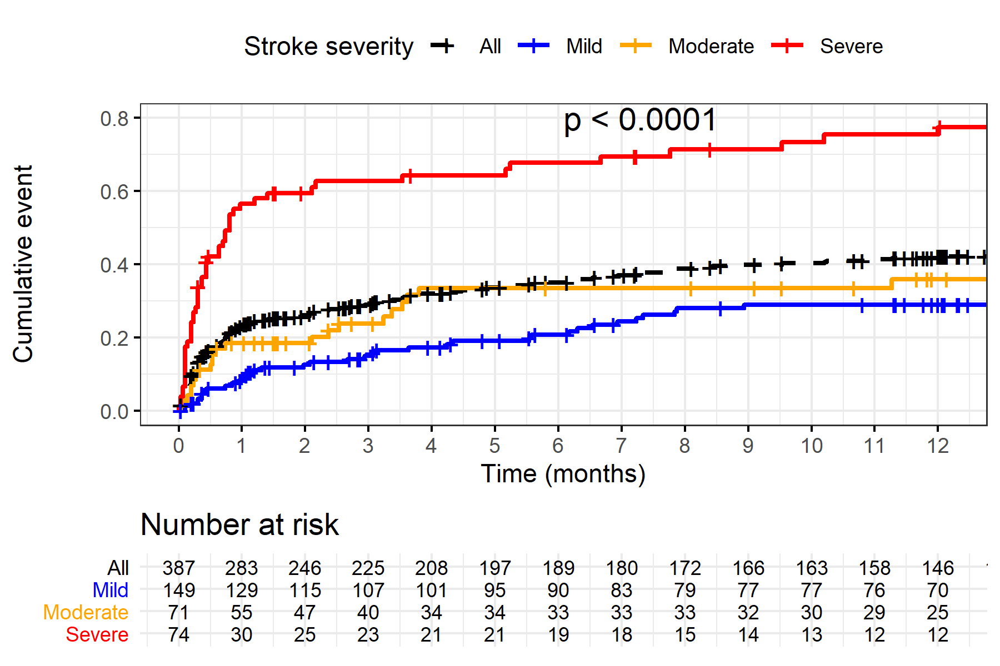 Stroke severity All Mild Moderate Severe
p < 0.0001
Cumulative event
0.8
0.6
0.4
0.2
0.0
0 1 2 3 4 5 6 7 8 9 10 11 12
Time (months)
Number at risk
All 387 283 246 225 208 197 189 180 172 166 163 158 146
Mild 149 129 115 107 101 95 90 83 79 77 77 76 70
Moderate 71 55 47 40 34 34 33 33 33 32 30 29 25
Severe 74 30 25 23 21 21 19 18 15 14 13 12 12